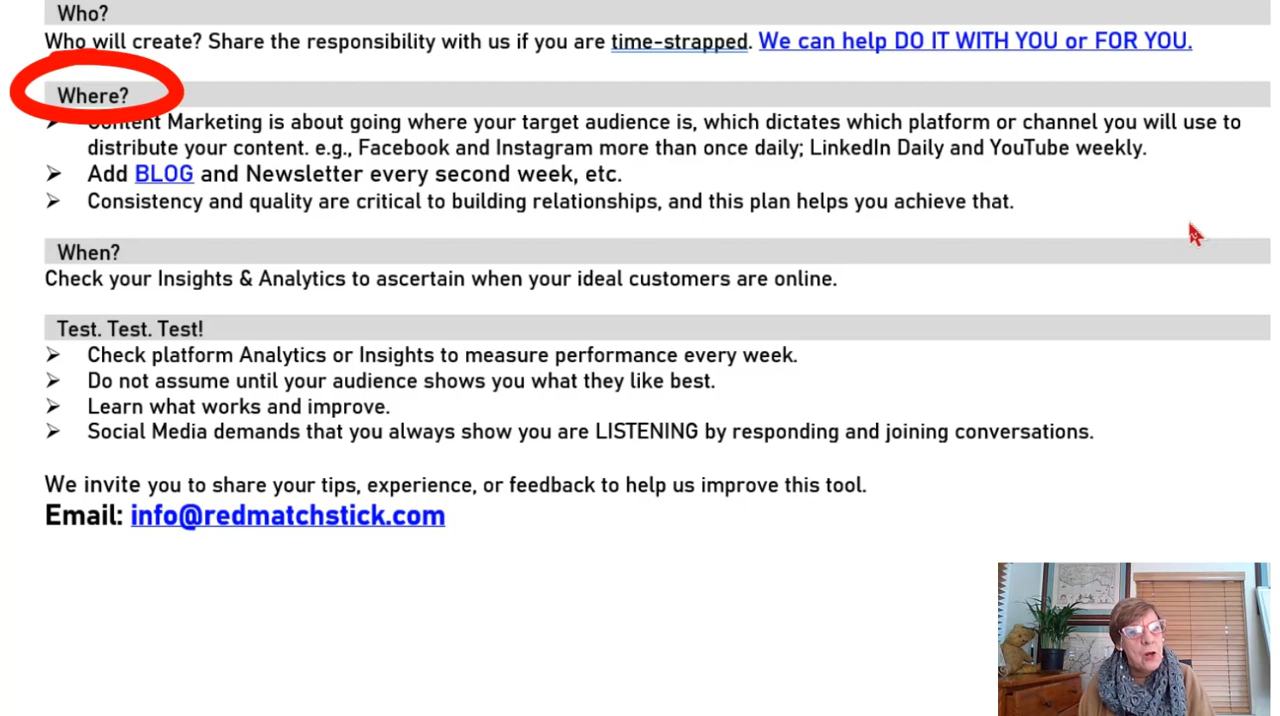 Who?
Who will create? Share the responsibility with us if you are time-strapped. We can help DO IT WITH YOU or FOR YOU.
Where?
Content Marketing is about going where your target audience is, which dictates which platform or channel you will use to
distribute your content. e.g., Facebook and Instagram more than once daily; LinkedIn Daily and YouTube weekly.
Add BLOG and Newsletter every second week, etc.
Consistency and quality are critical to building relationships, and this plan helps you achieve that.
When?
Check your Insights & Analytics to ascertain when your ideal customers are online.
Test. Test. Test!
Check platform Analytics or Insights to measure performance every week.
Do not assume until your audience shows you what they like best.
Learn what works and improve.
Social Media demands that you always show you are LISTENING by responding and joining conversations.
We invite you to share your tips, experience, or feedback to help us improve this tool.
Email: info@redmatchstick.com